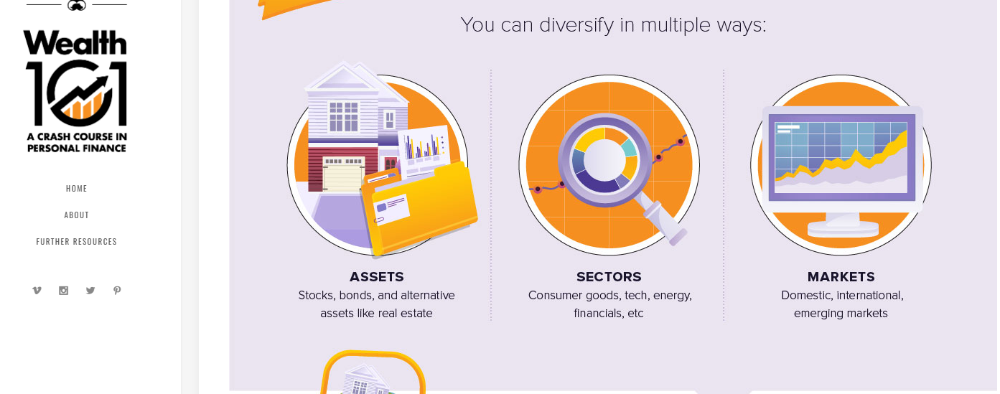 Wealth
101
A CRASH COURSE IN
PERSONAL FINANCE
HOME
ABOUT
FURTHER RESOURCES
You can diversify in multiple ways:
ASSETS
Stocks, bonds, and alternative
assets like real estate
SECTORS
Consumer goods, tech, energy,
financials, etc
MARKETS
Domestic, international,
emerging markets